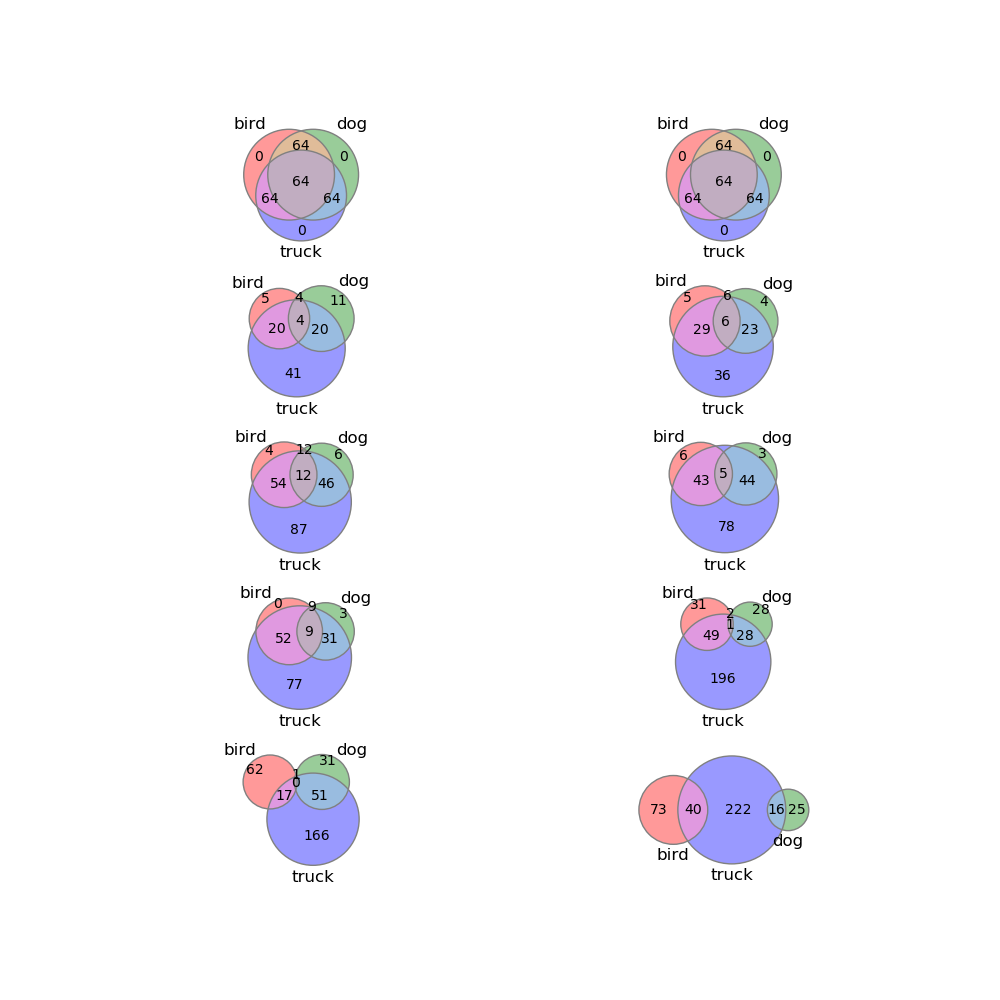 bird dog
0 64 0
64
64 64
0
truck
bird dog
0 64 0
64
64 64
0
truck
bird dog
5 4 11
20 4 20
41
truck
bird dog
5 6 4
29 6 23
36
truck
bird dog
4 12 6
54 12 46
87
truck
bird dog
6 3
43 5 44
78
truck
bird dog
0 9 3
52 9 31
77
truck
bird dog
31 2 28
1
49 28
196
truck
bird dog
62 1 31
0
17 51
166
truck
73 40 222 16 25
bird dog
truck